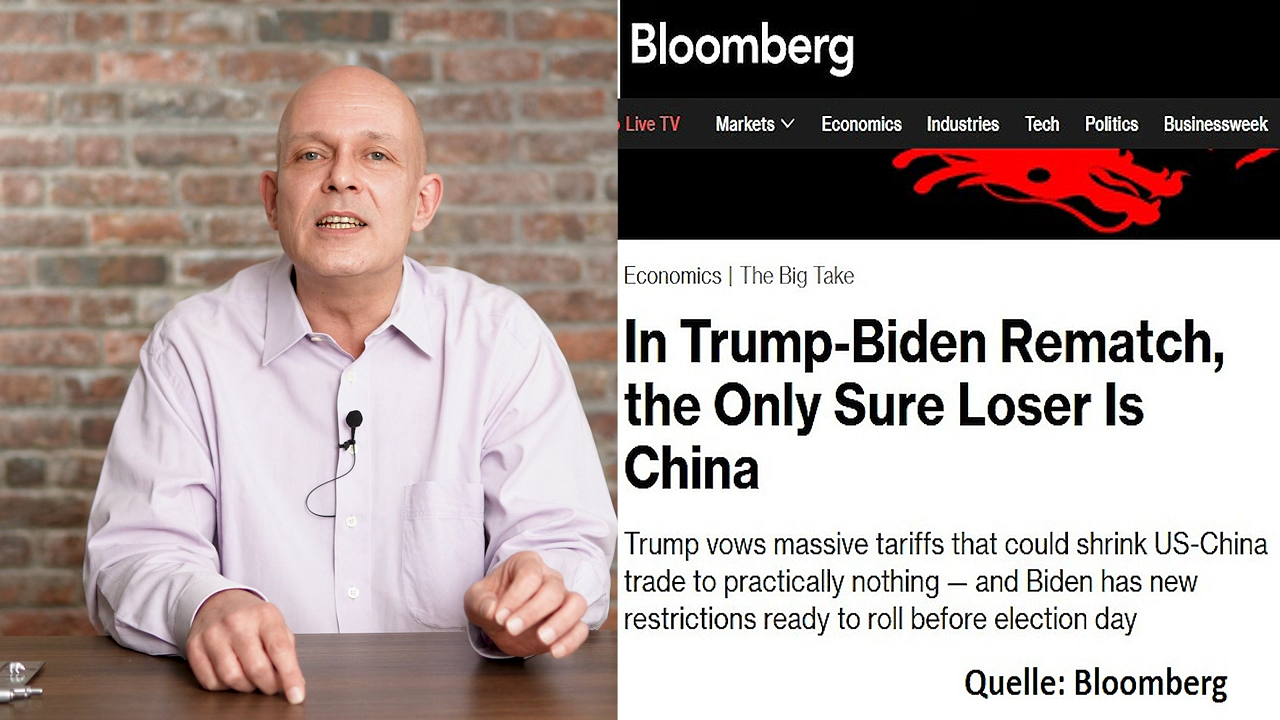 Bloomberg
Live TV Markets Economics Industries Tech Politics Businessweek
Economics | The Big Take
In Trump-Biden Rematch,
the Only Sure Loser Is
China
Trump vows massive tariffs that could shrink US-China
trade to practically nothing — and Biden has new
restrictions ready to roll before election day
Quelle: Bloomberg